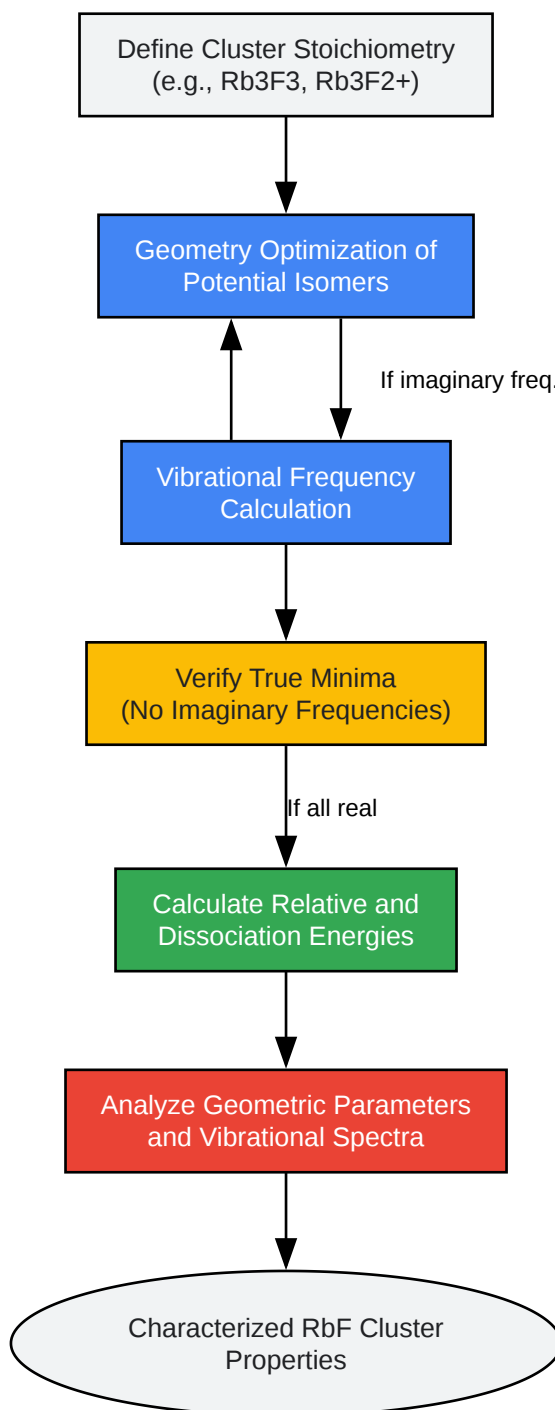 Define Cluster Stoichiometry
(e.g., Rb3F3, Rb3F2+)
Geometry Optimization of
Potential Isomers
If imaginary freq.
Vibrational Frequency
Calculation
Verify True Minima
(No Imaginary Frequencies)
If all real
Calculate Relative and
Dissociation Energies
Analyze Geometric Parameters
and Vibrational Spectra
Characterized RbF Cluster
Properties